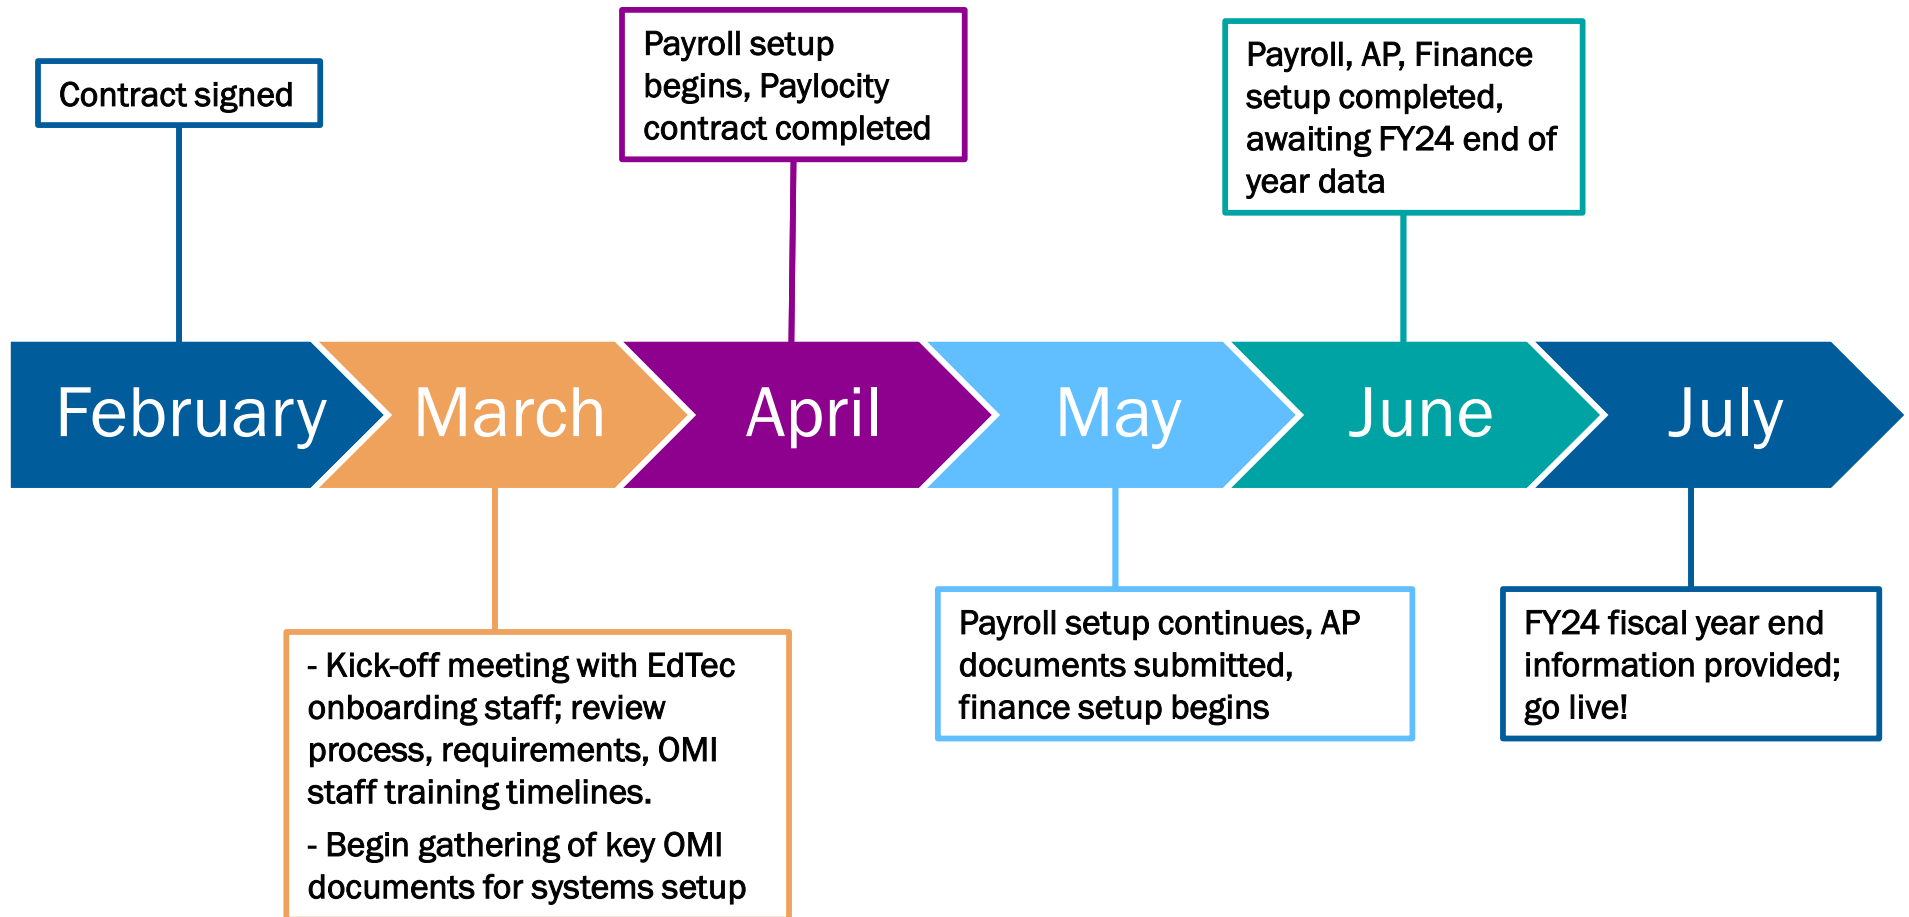 Contract signed
Payroll setup
begins, Paylocity
contract completed
Payroll, AP, Finance
setup completed,
awaiting FY24 end of
year data
February
March
April
May
June
July
- Kick-off meeting with EdTec
onboarding staff; review
process, requirements, OMI
staff training timelines.
- Begin gathering of key OMI
documents for systems setup
Payroll setup continues, AP
documents submitted,
finance setup begins
FY24 fiscal year end
information provided;
go live!